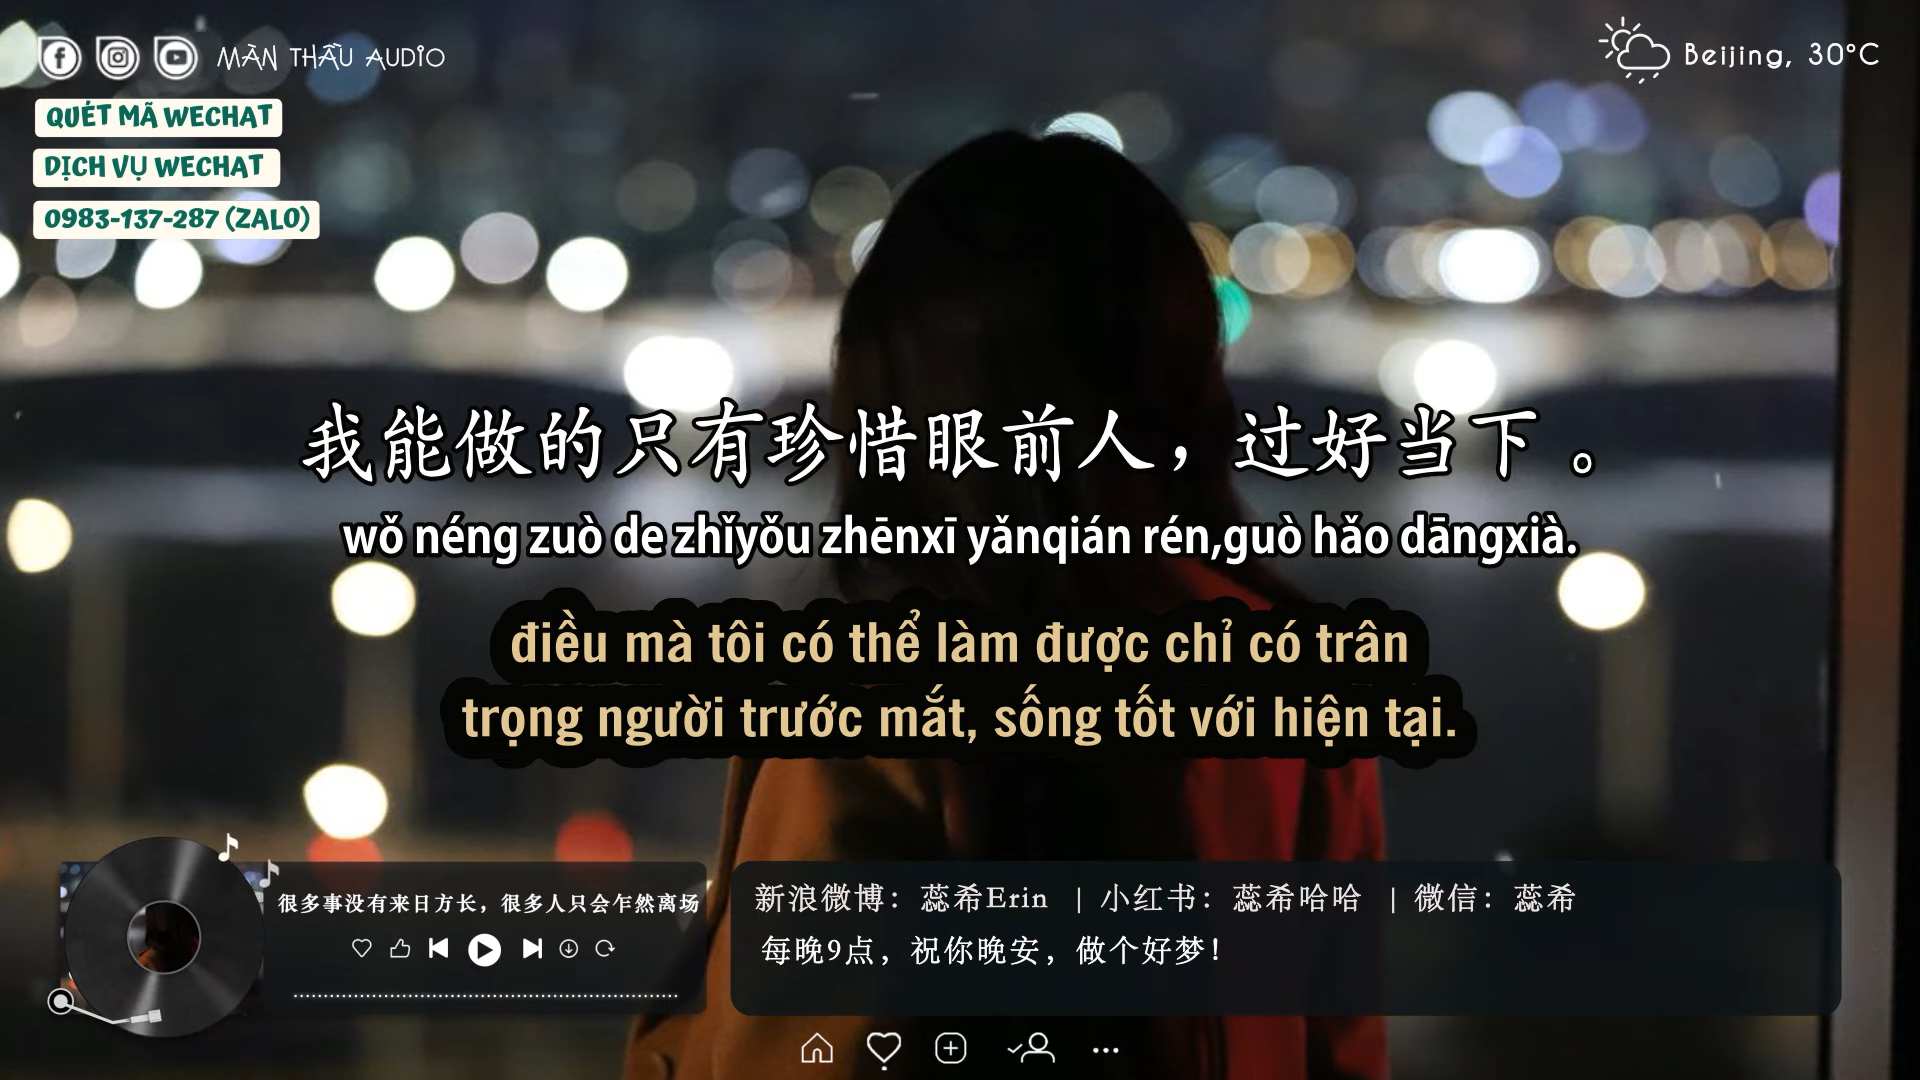 MÀN THẦU AUDIO
Beijing, 30°C
QUÉT MÃ WECHAT
DỊCH VỤ WECHAT
0983-137-287 (ZALO)
我能做的只有珍惜眼前人，过好当下。
wǒ néng zuò de zhǐyǒu zhēnxī yǎnqián rén,guò hǎo dāngxià.
điều mà tôi có thể làm được chỉ có trân
trọng người trước mắt, sống tốt với hiện tại.
很多事没有来日方长，很多人只会乍然离场
新浪微博：蕊希Erin | 小红书：蕊希哈哈 | 微信：蕊希
每晚9点，祝你晚安，做个好梦！